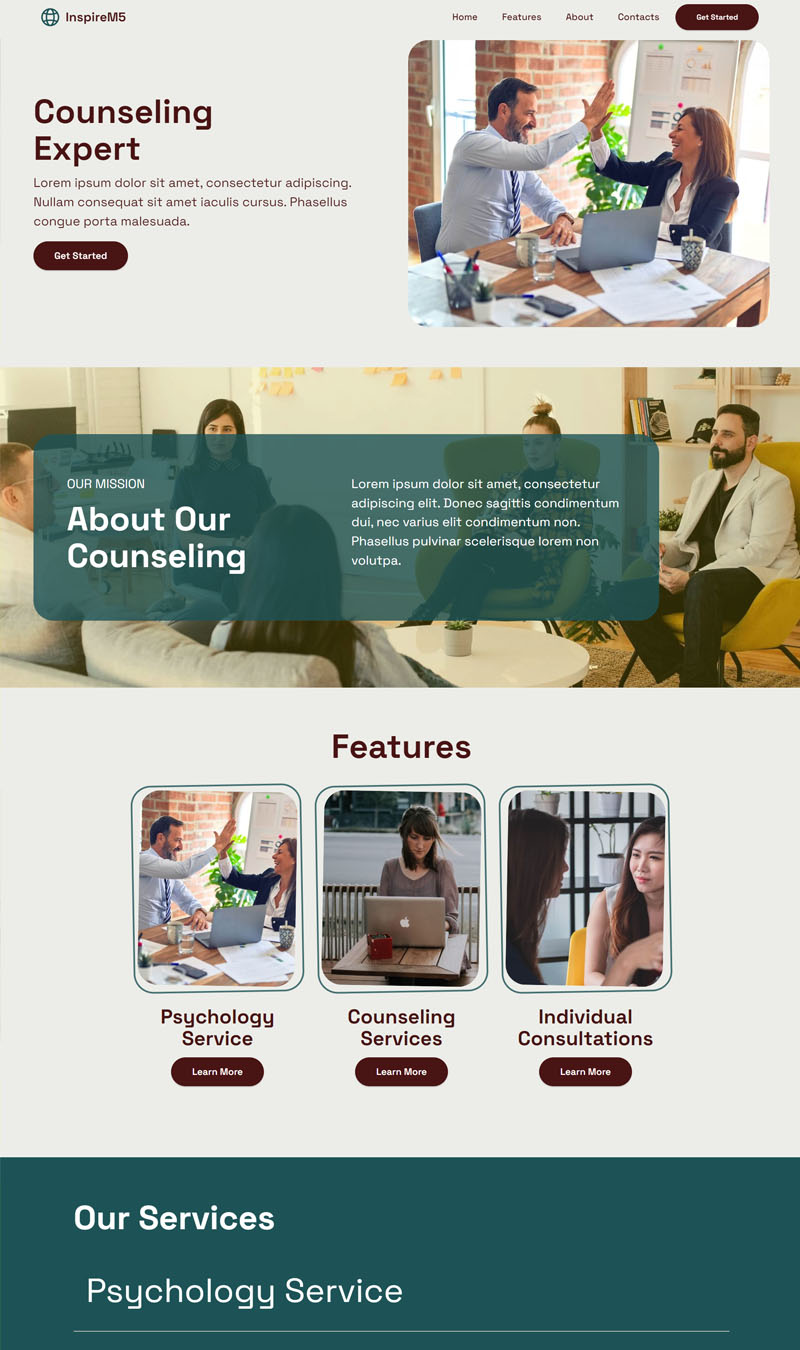 InspireM5
Home Features About Contacts Get Started
Counseling
Expert
Lorem ipsum dolor sit amet, consectetur adipiscing.
Nullam consequat sit amet iaculis cursus. Phasellus
congue porta malesuada.
Get Started
OUR MISSION
About Our
Counseling
Lorem ipsum dolor sit amet, consectetur
adipiscing elit. Donec sagittis condimentum
dui, nec varius elit condimentum non.
Phasellus pulvinar scelerisque lorem non
volutpa.
Features
Psychology
Service
Counseling
Services
Individual
Consultations
Learn More Learn More Learn More
Our Services
Psychology Service